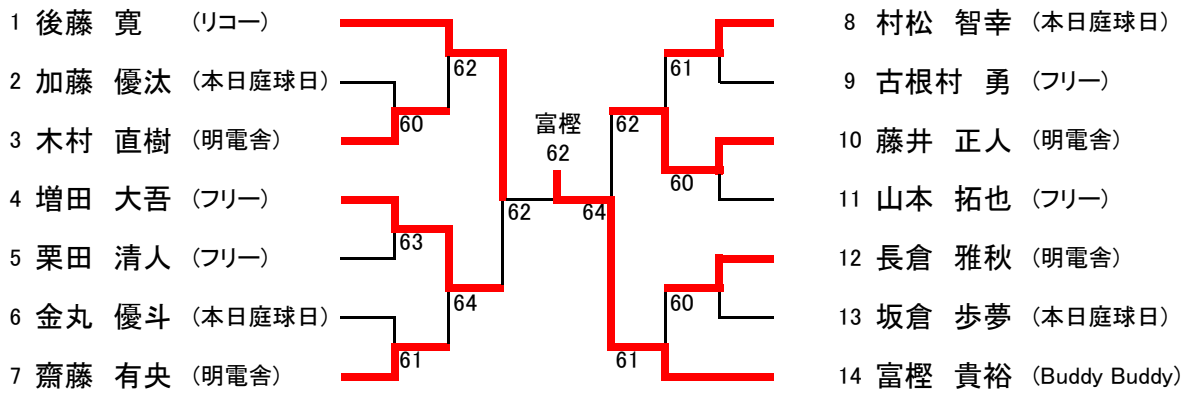 1 後藤 寛 (リコー)
2 加藤 優汰 (本日庭球日)
3 木村 直樹 (明電舎)
4 増田 大吾 (フリー)
5 栗田 清人 (フリー)
6 金丸 優斗 (本日庭球日)
7 齋藤 有央 (明電舎)
62
60
63
64
61
62
富樫
62
64
61
62
60
60
61
8 村松 智幸 (本日庭球日)
9 古根村 勇 (フリー)
10 藤井 正人 (明電舎)
11 山本 拓也 (フリー)
12 長倉 雅秋 (明電舎)
13 坂倉 歩夢 (本日庭球日)
14 富樫 貴裕 (Buddy Buddy)